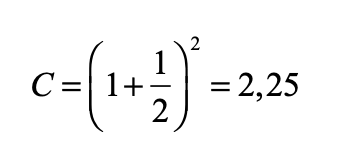 C = (1 + 1/2)² = 2,25